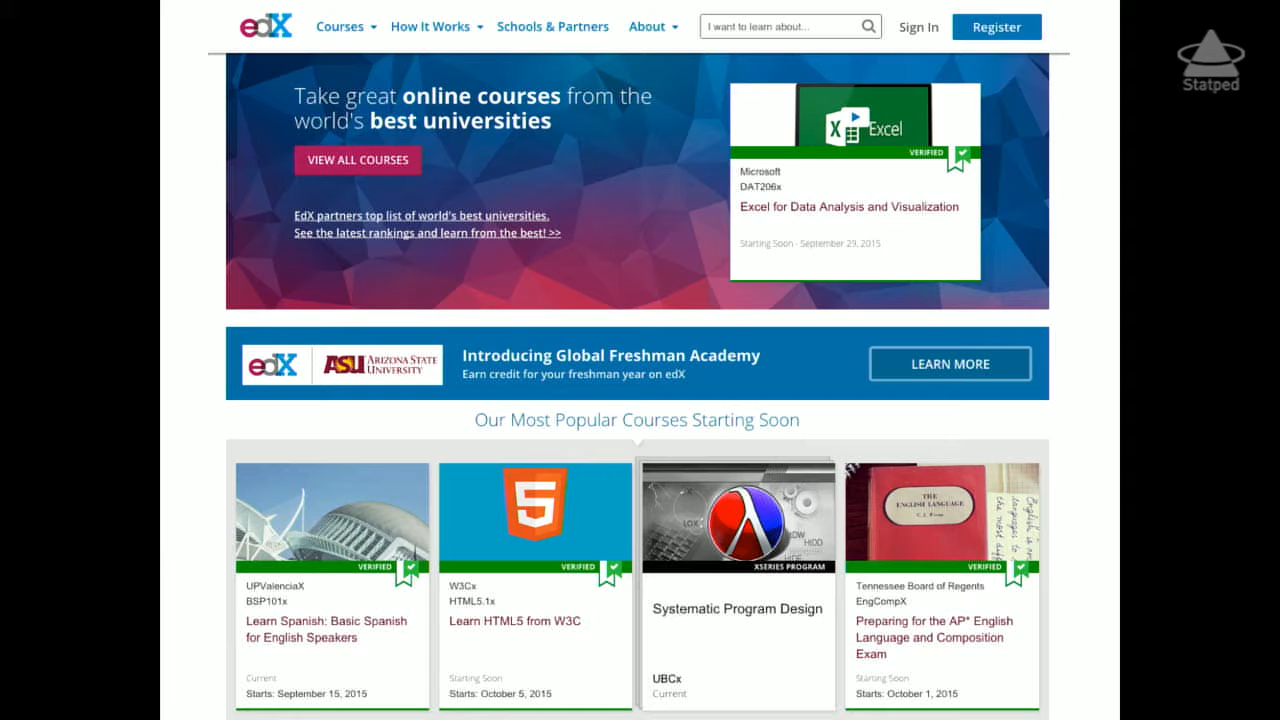 edX
Courses
How It Works
Schools & Partners
About
I want to learn about...
Sign In
Register
Statped
Take great online courses from the
world's best universities
VIEW ALL COURSES
EdX partners top list of world's best universities.
See the latest rankings and learn from the best! >>
Excel
VERIFIED
Microsoft
DAT206x
Excel for Data Analysis and Visualization
Starting Soon - September 29, 2015
edX
ASU ARIZONA STATE
UNIVERSITY
Introducing Global Freshman Academy
Earn credit for your freshman year on edX
LEARN MORE
Our Most Popular Courses Starting Soon
VERIFIED
UPValenciaX
BSP101x
Learn Spanish: Basic Spanish
for English Speakers
Current
Starts: September 15, 2015
5
VERIFIED
W3Cx
HTML5.1x
Learn HTML5 from W3C
Starting Soon
Starts: October 5, 2015
XSERIES PROGRAM
Systematic Program Design
UBCx
Current
THE
ENGLISH LANGUAGE
VERIFIED
Tennessee Board of Regents
EngCompX
Preparing for the AP* English
Language and Composition
Exam
Starting Soon
Starts: October 1, 2015